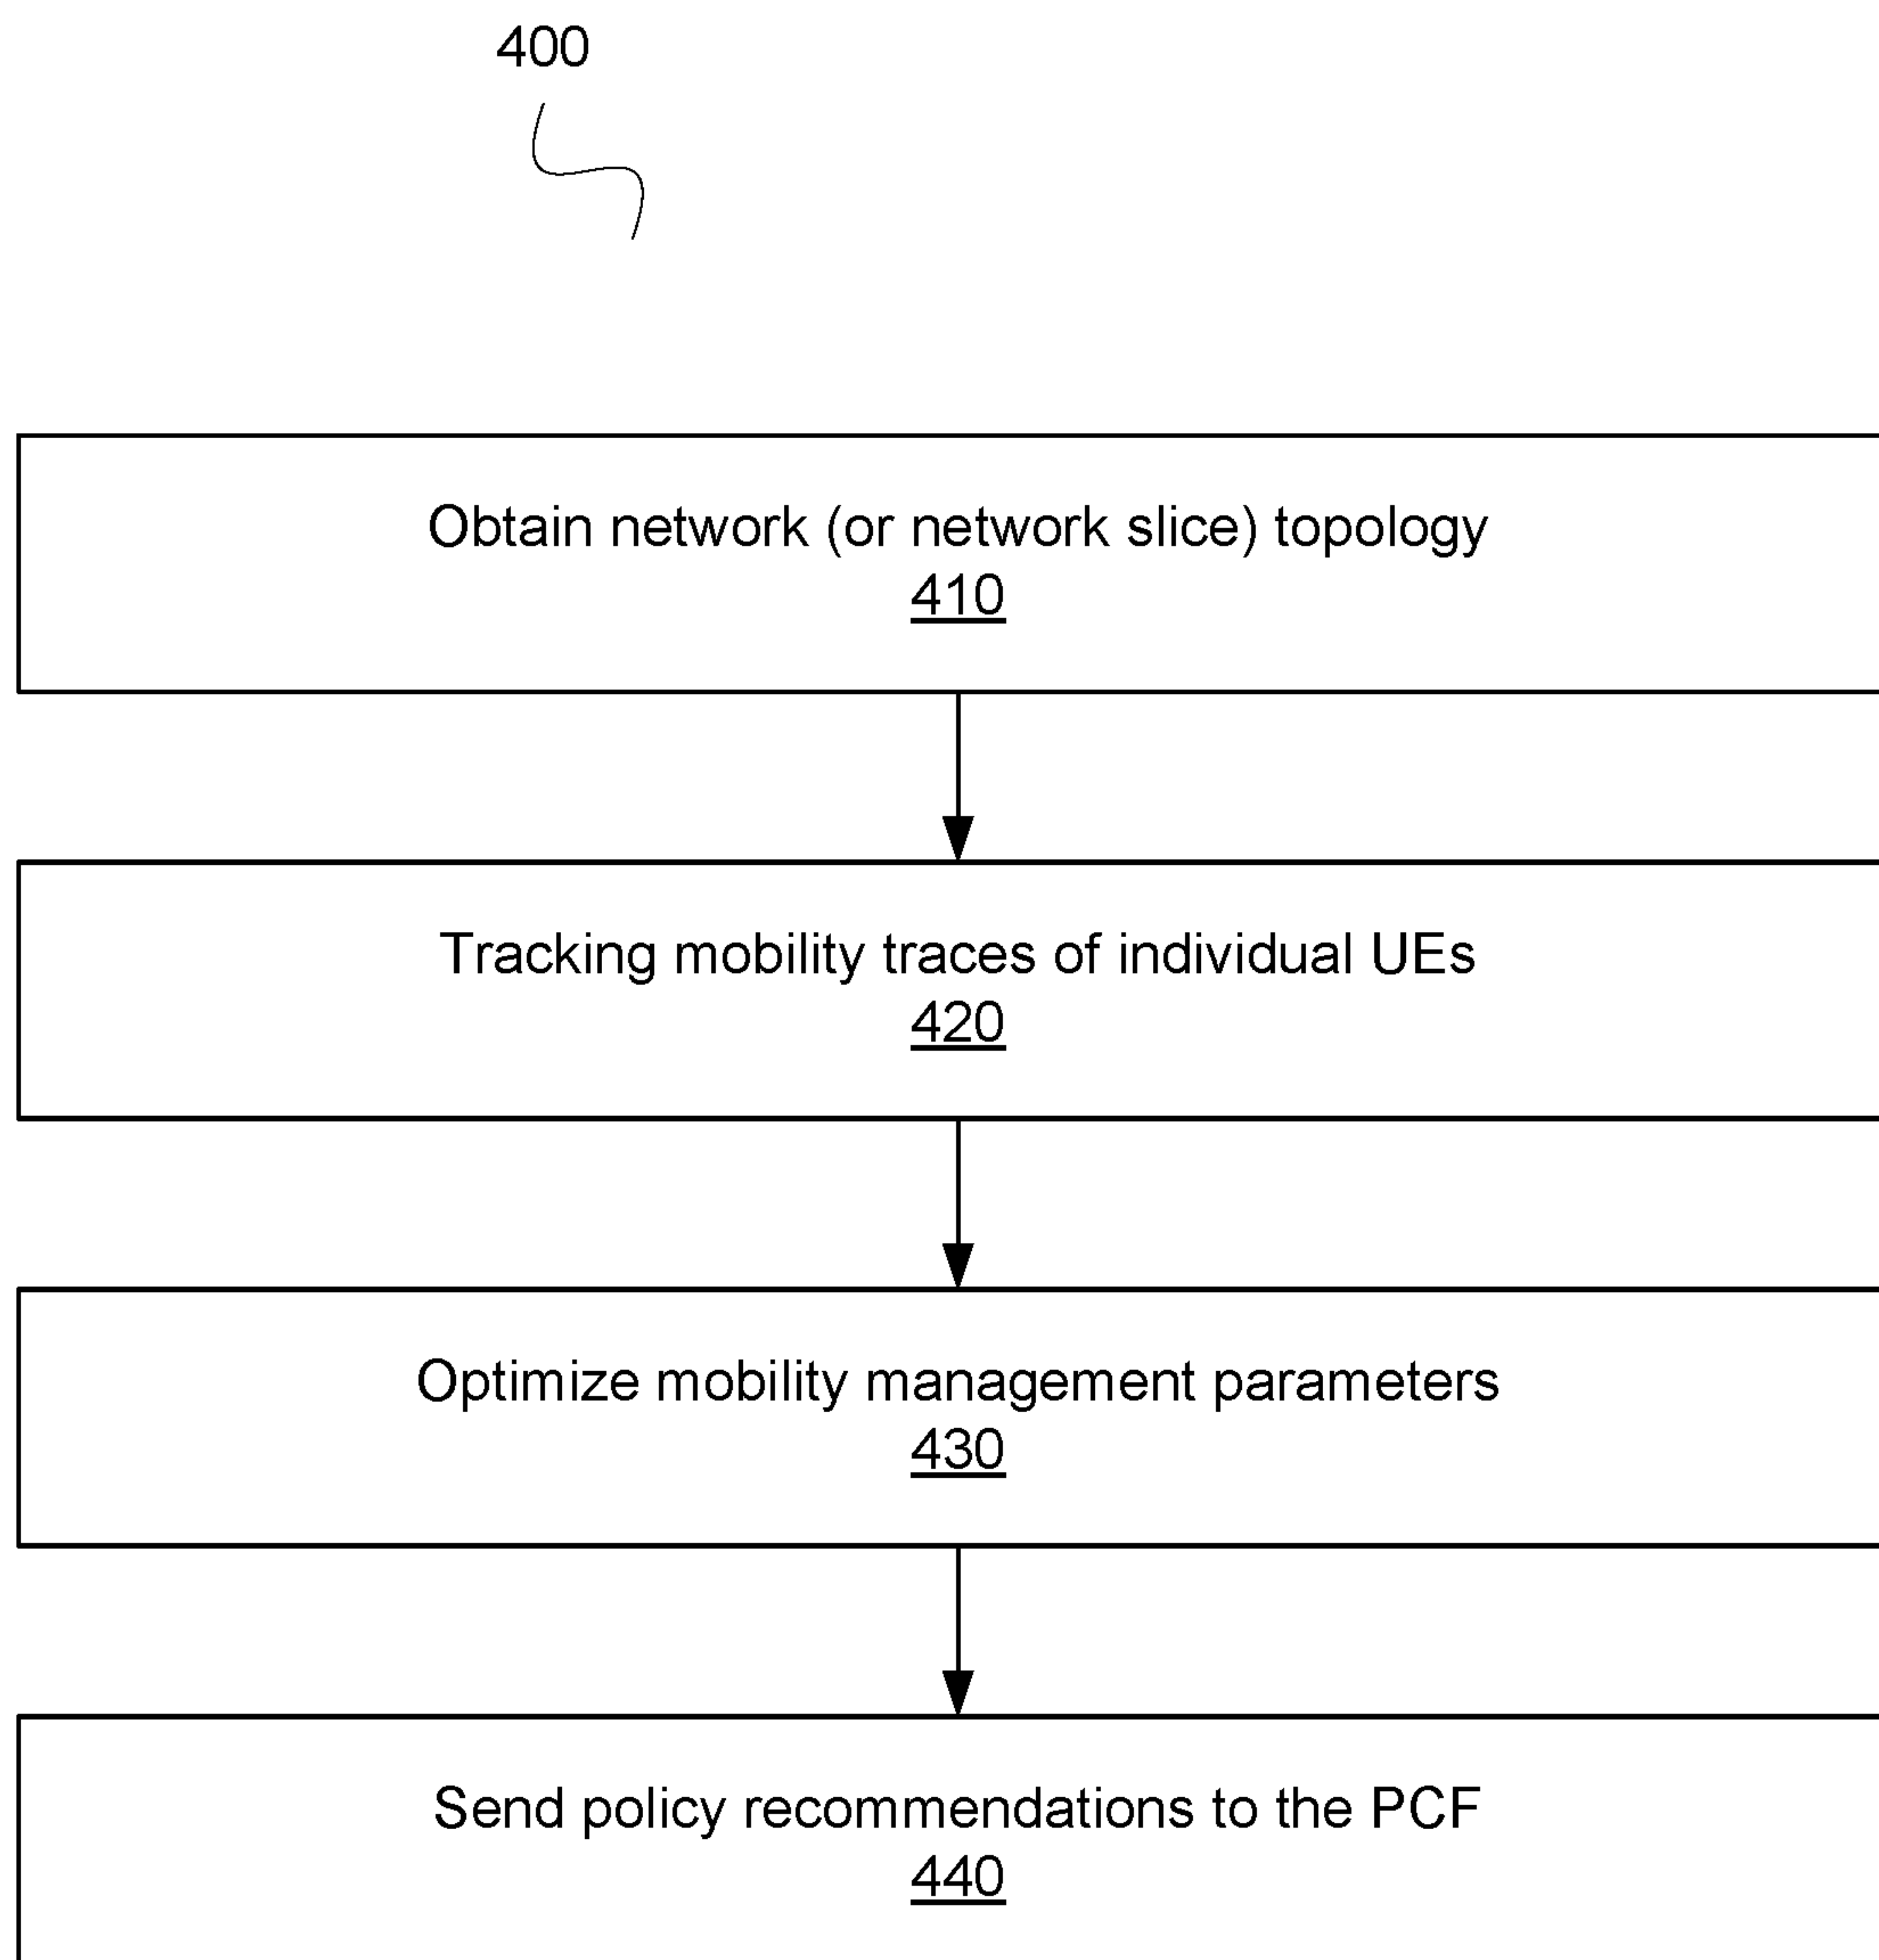 400
Obtain network (or network slice) topology
410
Tracking mobility traces of individual UEs
420
Optimize mobility management parameters
430
Send policy recommendations to the PCF
440